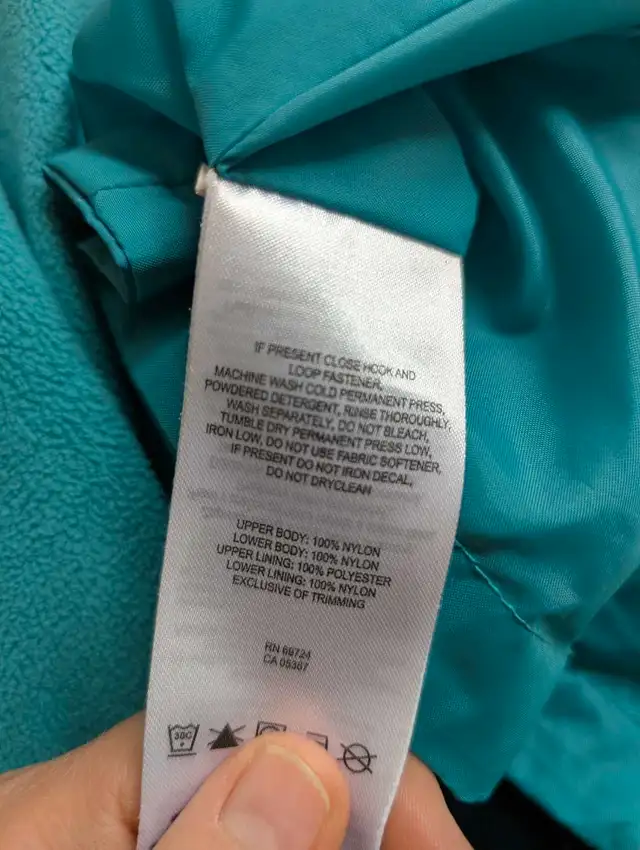 IF PRESENT CLOSE HOOK AND
LOOP FASTENER,
MACHINE WASH COLD PERMANENT PRESS,
POWDERED DETERGENT, RINSE THOROUGHLY,
WASH SEPARATELY, DO NOT BLEACH,
TUMBLE DRY PERMANENT PRESS LOW,
IRON LOW, DO NOT USE FABRIC SOFTENER,
IF PRESENT DO NOT IRON DECAL,
DO NOT DRYCLEAN
UPPER BODY: 100% NYLON
LOWER BODY: 100% NYLON
UPPER LINING: 100% POLYESTER
LOWER LINING: 100% NYLON
EXCLUSIVE OF TRIMMING
RN 69724
CA 05367
30C